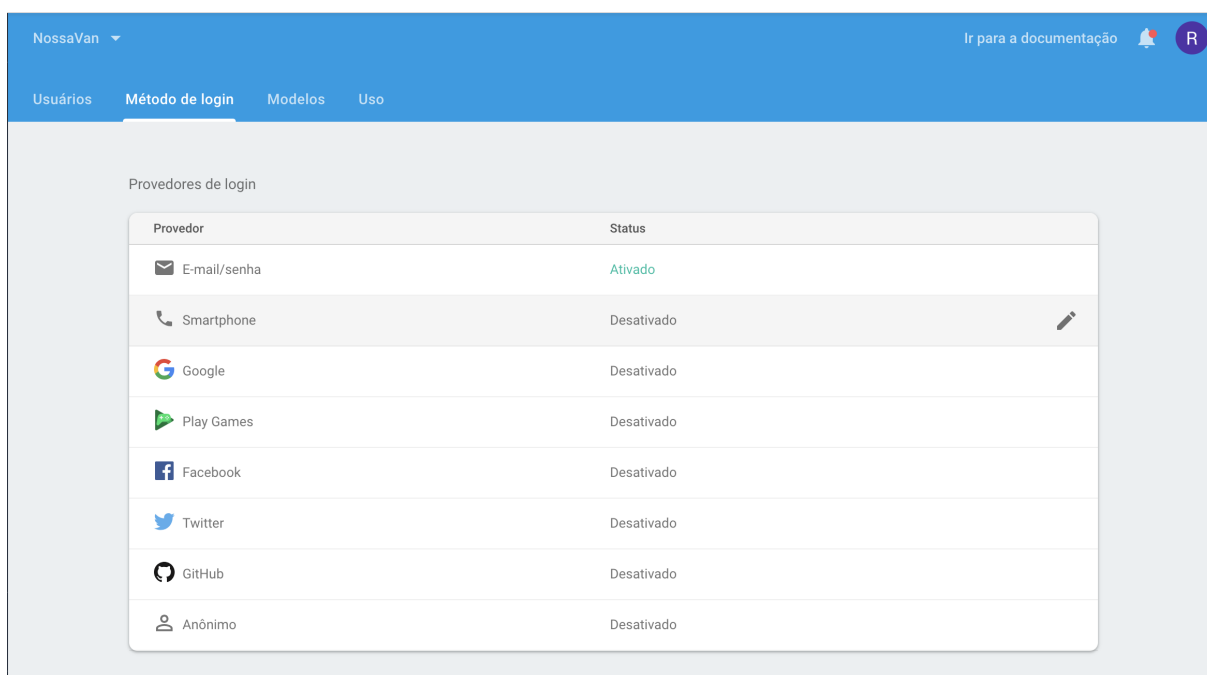 NossaVan
Ir para a documentação
R
Usuários Método de login Modelos Uso
Provedores de login
Provedor Status
E-mail/senha Ativado
Smartphone Desativado
Google Desativado
Play Games Desativado
Facebook Desativado
Twitter Desativado
GitHub Desativado
Anônimo Desativado